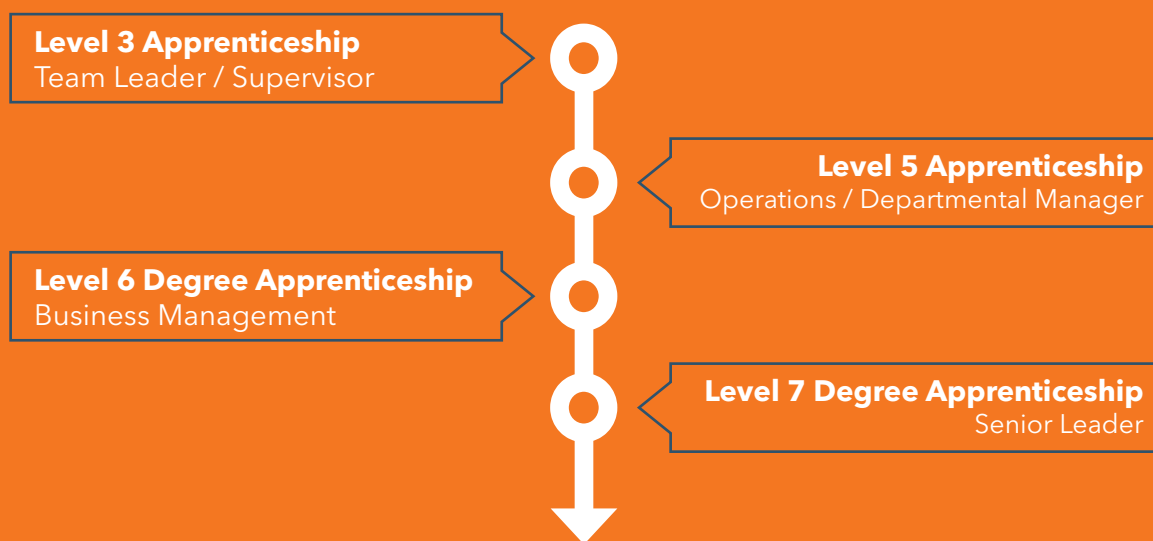 Level 3 Apprenticeship
Team Leader / Supervisor
Level 5 Apprenticeship
Operations / Departmental Manager
Level 6 Degree Apprenticeship
Business Management
Level 7 Degree Apprenticeship
Senior Leader